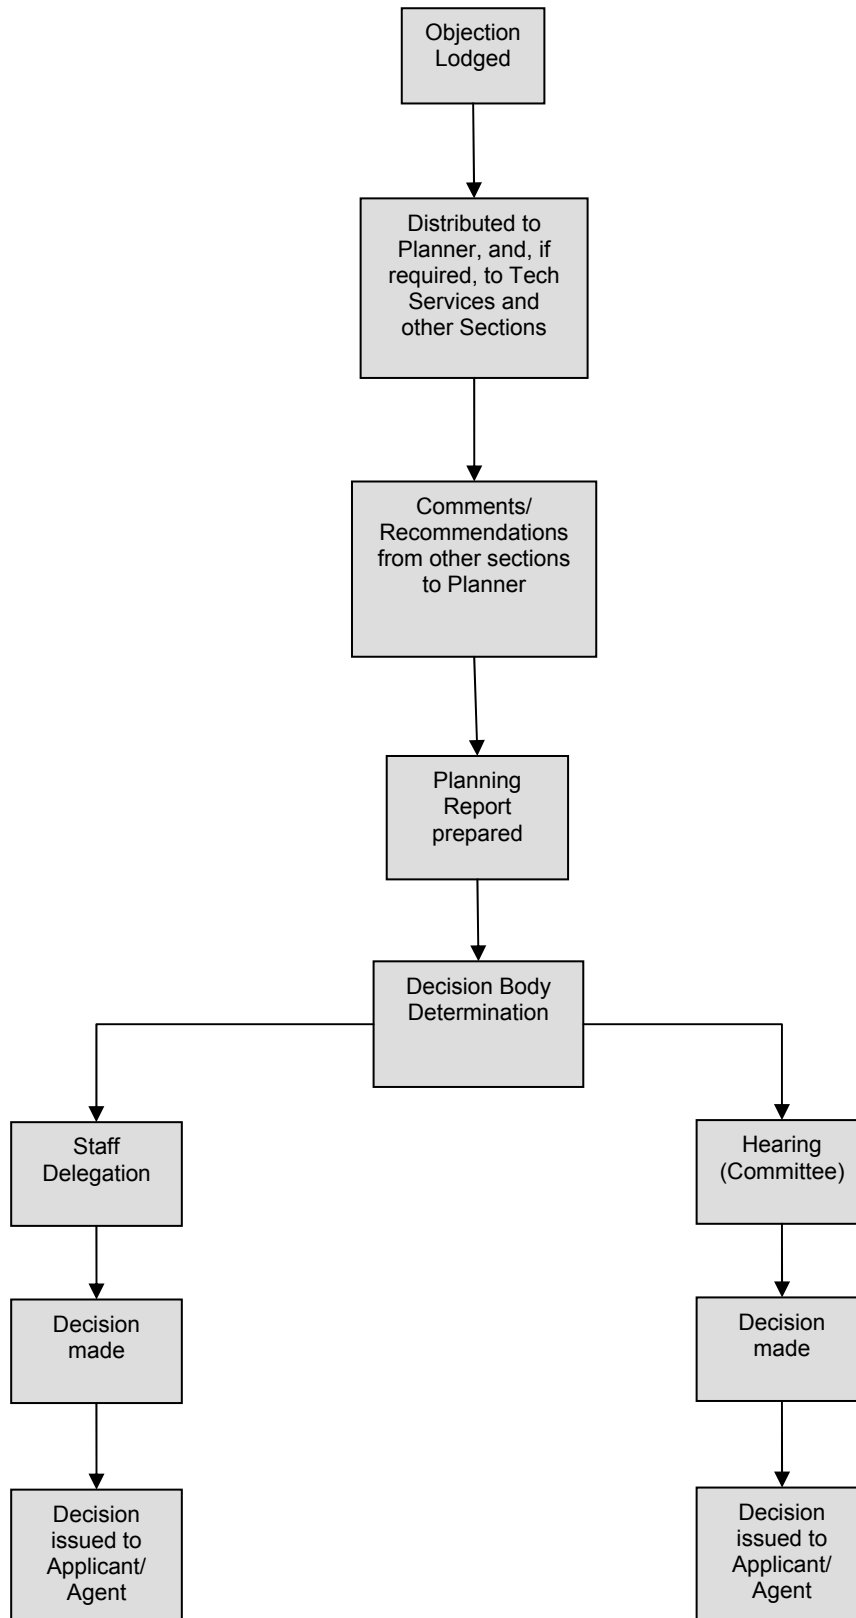 Objection
Lodged
Distributed to
Planner, and, if
required, to Tech
Services and
other Sections
Comments/
Recommendations
from other sections
to Planner
Planning
Report
prepared
Decision Body
Determination
Staff
Delegation
Hearing
(Committee)
Decision
made
Decision
made
Decision
issued to
Applicant/
Agent
Decision
issued to
Applicant/
Agent